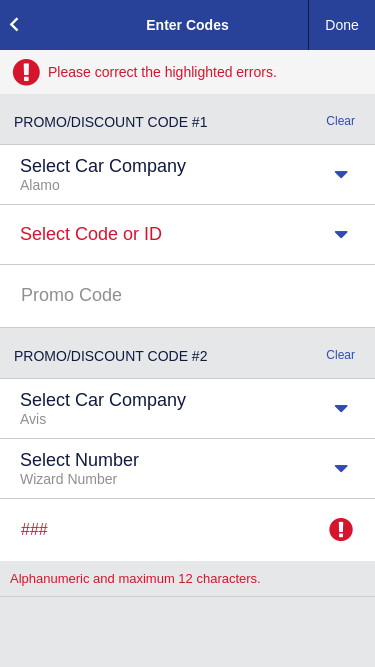 Enter Codes
Done
Please correct the highlighted errors.
PROMO/DISCOUNT CODE #1
Clear
Select Car Company
Alamo
Select Code or ID
Promo Code
PROMO/DISCOUNT CODE #2
Clear
Select Car Company
Avis
Select Number
Wizard Number
###
Alphanumeric and maximum 12 characters.